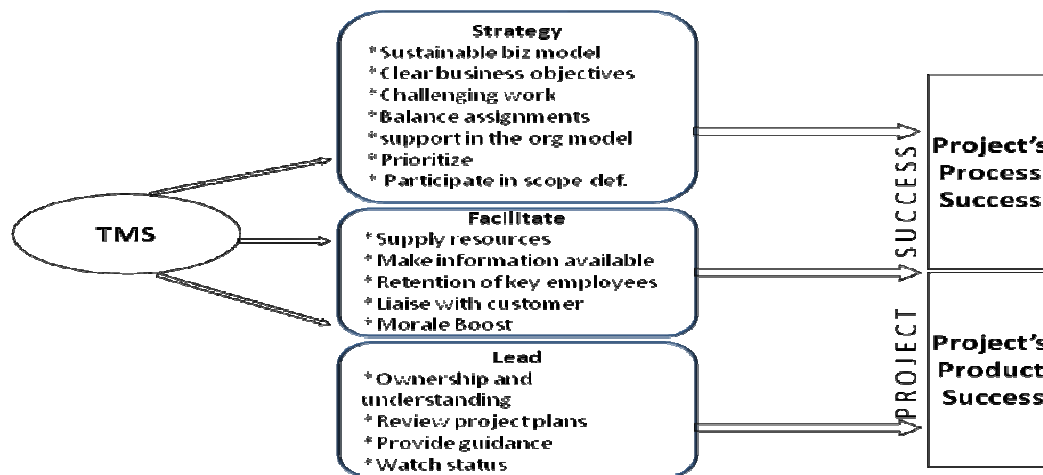 TMS
Strategy
*Sustainable biz model
*Clear business objectives
*Challenging work
*Balance assignments
*support in the org model
*Prioritize
* Participate in scope def.
Facilitate
*Supply resources
*Make information available
*Retention of key employees
*Liaise with customer
*Morale Boost
Lead
*Ownership and
understanding
*Review project plans
*Provide guidance
*Watch status
PROJECT SUCCESS
Project's
Process
Success
Project's
Product
Success